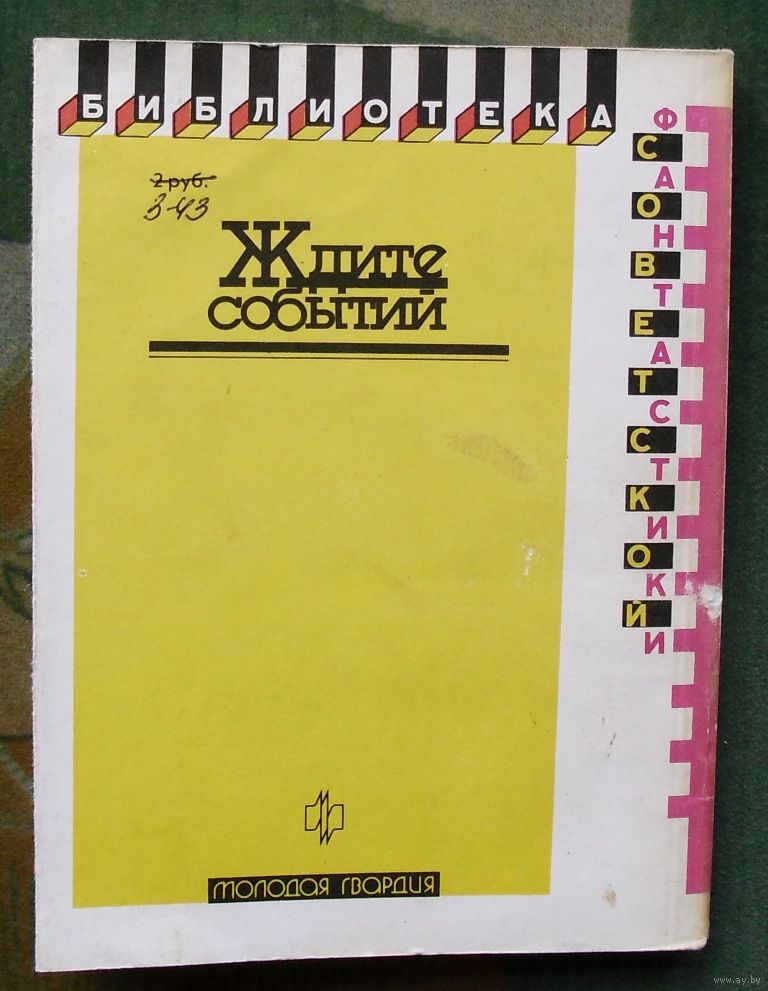 БИБЛИОТЕКА
СОВЕТСКОЙ
ФАНТАСТИКИ
2 руб.
3-43
Ждите
событий
МОЛОДАЯ ГВАРДИЯ
www.ay.by